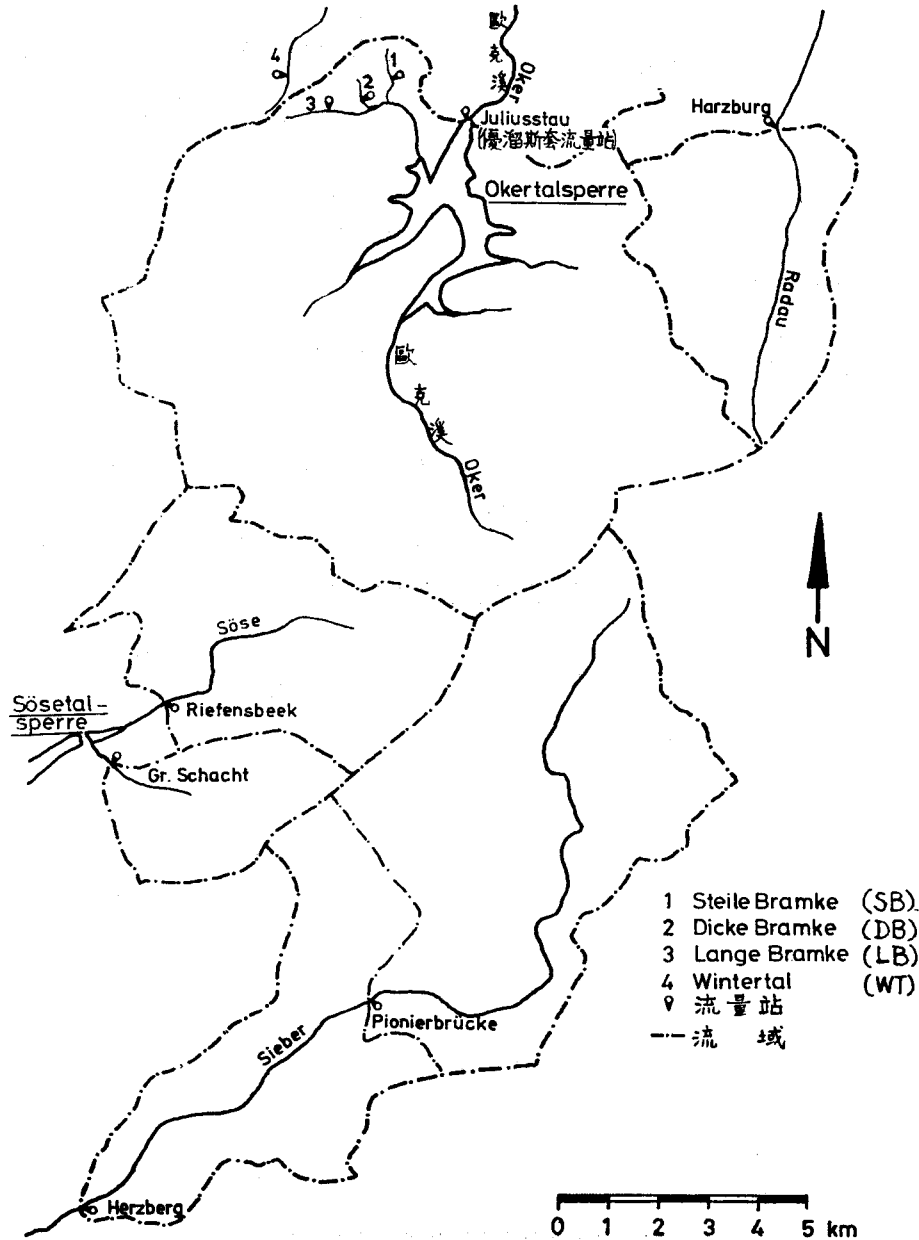 歐克溪
Oker
4
1
2
3
Juliusstau
(優溜斯套流量站)
Harzburg
Okertalsperre
Radau
歐克溪
Oker
N
Söse
Sösetal-
sperre
Riefensbeek
Gr. Schacht
1 Steile Bramke (SB).
2 Dicke Bramke (DB)
3 Lange Bramke (LB)
4 Wintertal (WT)
流量站
流域
Pionierbrücke
Sieber
Herzberg
0 1 2 3 4 5 km